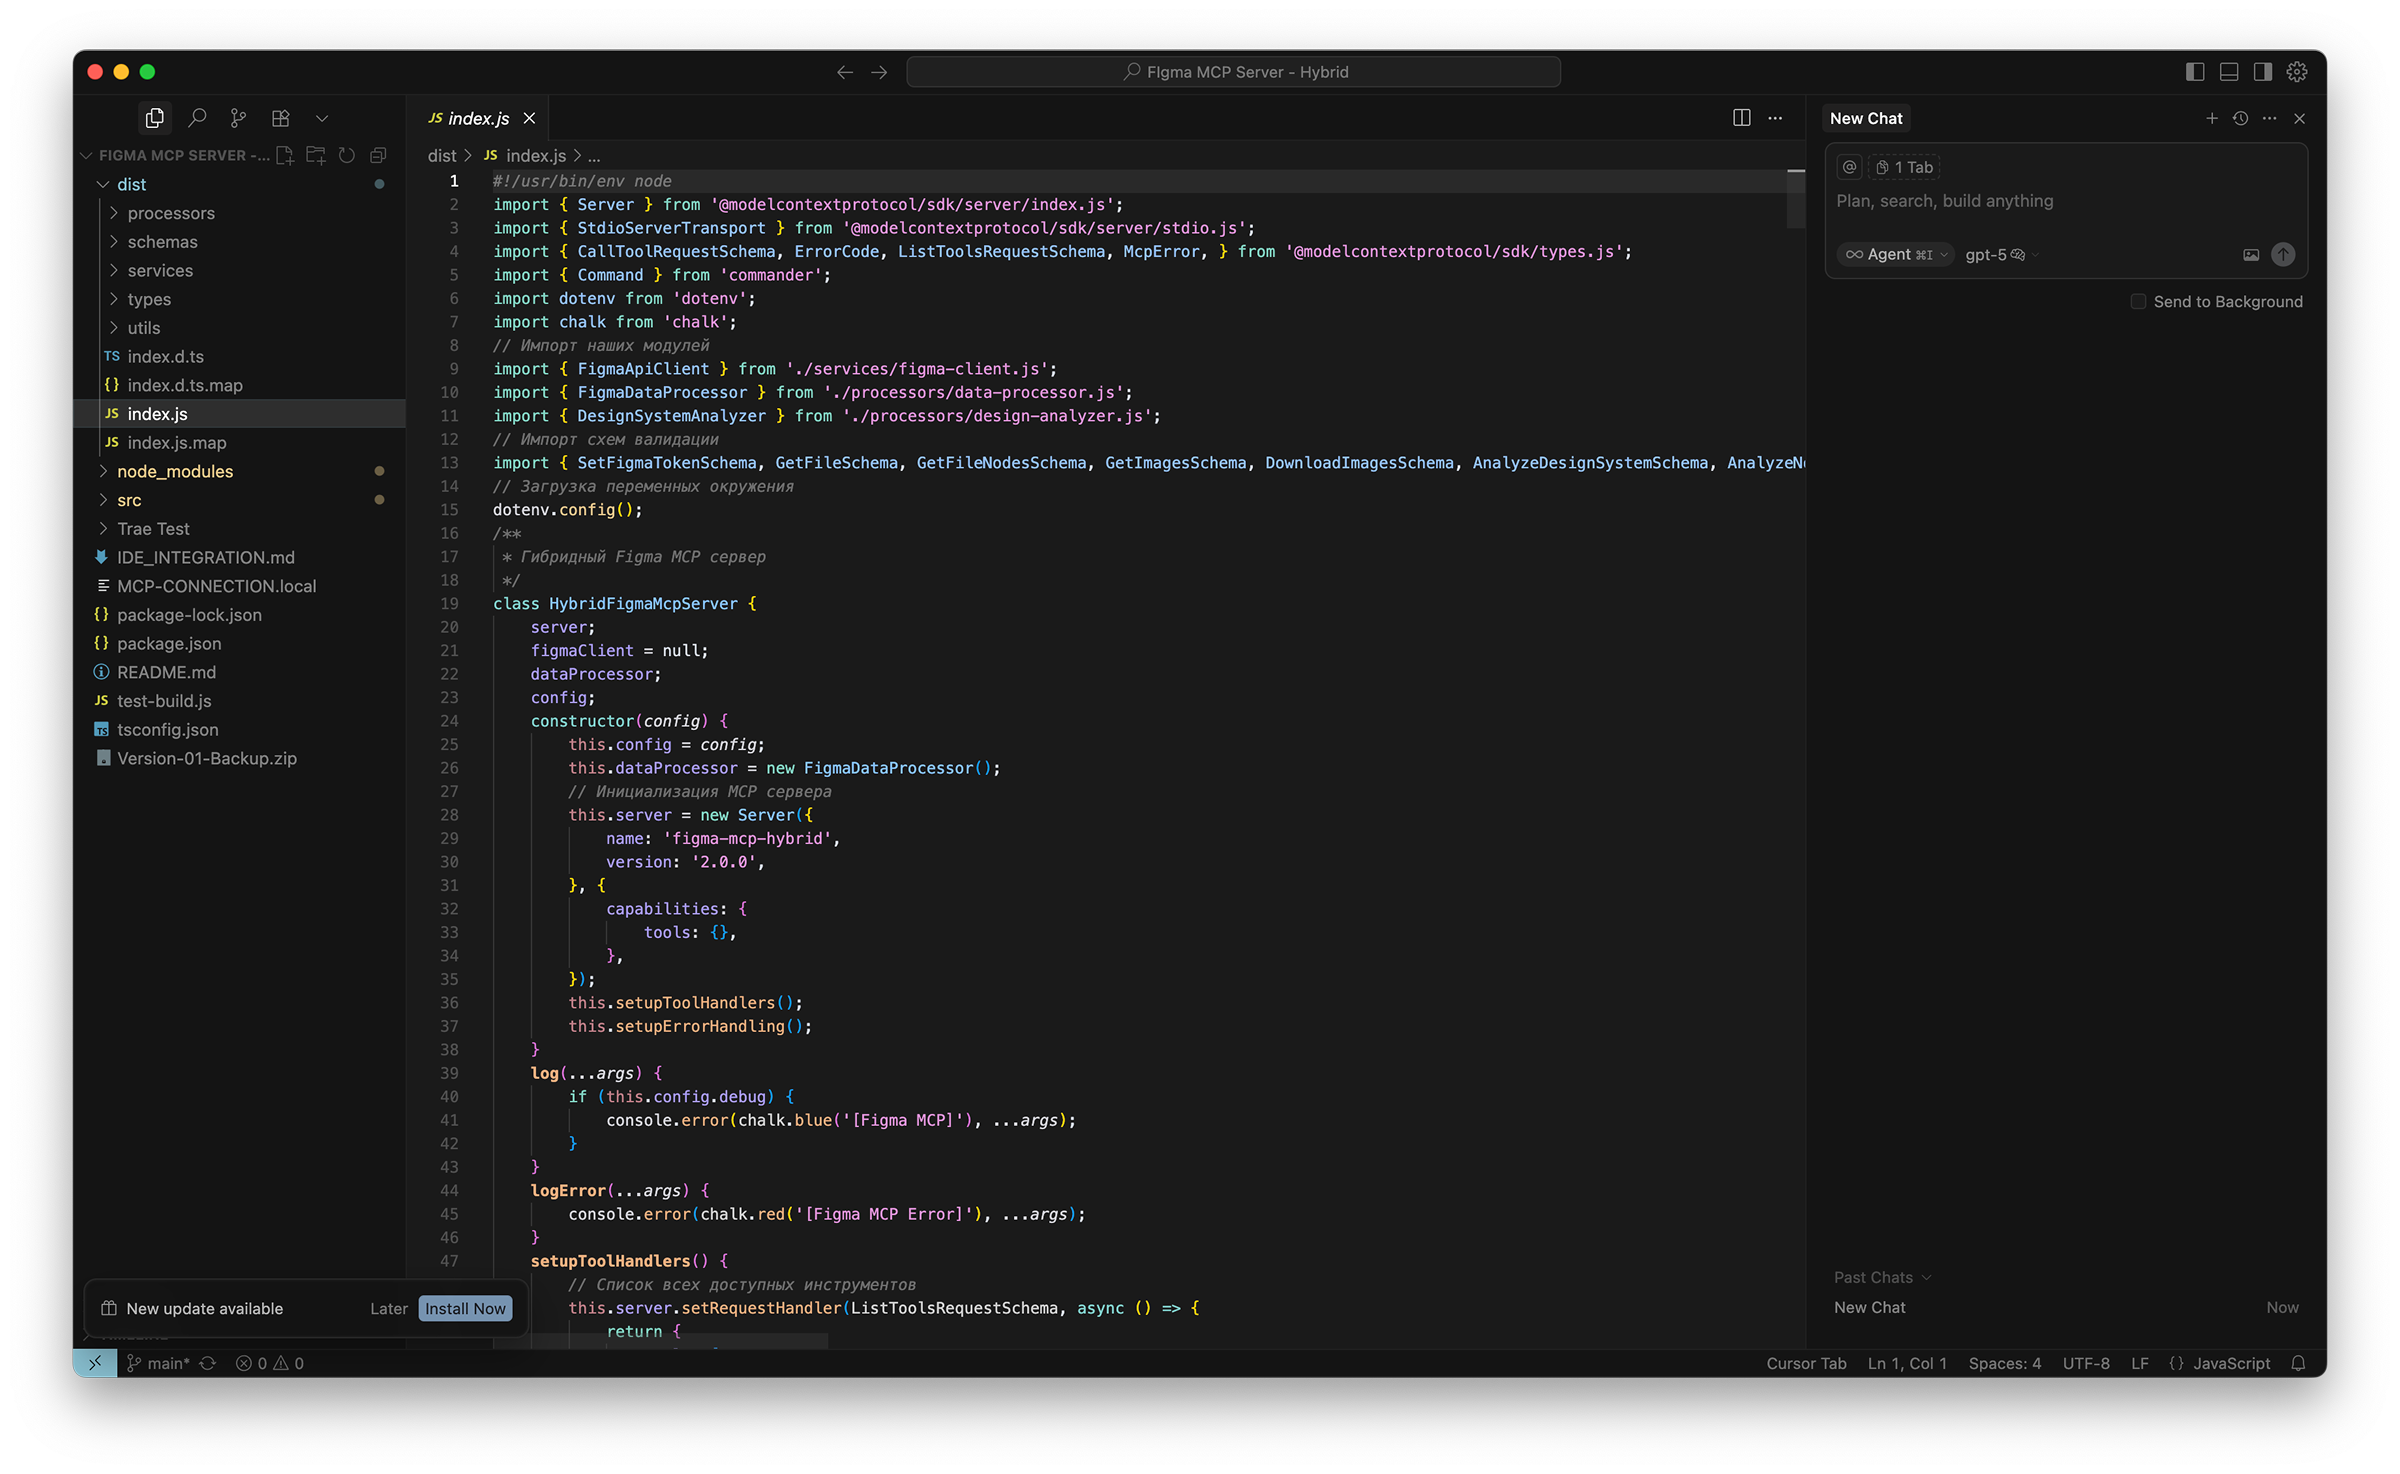 FIgma MCP Server - Hybrid
FIGMA MCP SERVER -...
dist
processors
schemas
services
types
utils
TS index.d.ts
{} index.d.ts.map
JS index.js
JS index.js.map
node_modules
src
Trae Test
IDE_INTEGRATION.md
MCP-CONNECTION.local
{} package-lock.json
{} package.json
README.md
JS test-build.js
TS tsconfig.json
Version-01-Backup.zip
New update available Later Install Now
JS index.js
dist > JS index.js > ...
1 #!/usr/bin/env node
2 import { Server } from '@modelcontextprotocol/sdk/server/index.js';
3 import { StdioServerTransport } from '@modelcontextprotocol/sdk/server/stdio.js';
4 import { CallToolRequestSchema, ErrorCode, ListToolsRequestSchema, McpError, } from '@modelcontextprotocol/sdk/types.js';
5 import { Command } from 'commander';
6 import dotenv from 'dotenv';
7 import chalk from 'chalk';
8 // Импорт наших модулей
9 import { FigmaApiClient } from './services/figma-client.js';
10 import { FigmaDataProcessor } from './processors/data-processor.js';
11 import { DesignSystemAnalyzer } from './processors/design-analyzer.js';
12 // Импорт схем валидации
13 import { SetFigmaTokenSchema, GetFileSchema, GetFileNodesSchema, GetImagesSchema, DownloadImagesSchema, AnalyzeDesignSystemSchema, AnalyzeN
14 // Загрузка переменных окружения
15 dotenv.config();
16 /**
17 * Гибридный Figma MCP сервер
18 */
19 class HybridFigmaMcpServer {
20 server;
21 figmaClient = null;
22 dataProcessor;
23 config;
24 constructor(config) {
25 this.config = config;
26 this.dataProcessor = new FigmaDataProcessor();
27 // Инициализация MCP сервера
28 this.server = new Server({
29 name: 'figma-mcp-hybrid',
30 version: '2.0.0',
31 }, {
32 capabilities: {
33 tools: {},
34 },
35 });
36 this.setupToolHandlers();
37 this.setupErrorHandling();
38 }
39 log(...args) {
40 if (this.config.debug) {
41 console.error(chalk.blue('[Figma MCP]'), ...args);
42 }
43 }
44 logError(...args) {
45 console.error(chalk.red('[Figma MCP Error]'), ...args);
46 }
47 setupToolHandlers() {
// Список всех доступных инструментов
this.server.setRequestHandler(ListToolsRequestSchema, async () => {
return {
New Chat
@ 1 Tab
Plan, search, build anything
Agent ⌘I gpt-5
Send to Background
Past Chats
New Chat Now
main* 0 0
Cursor Tab Ln 1, Col 1 Spaces: 4 UTF-8 LF {} JavaScript